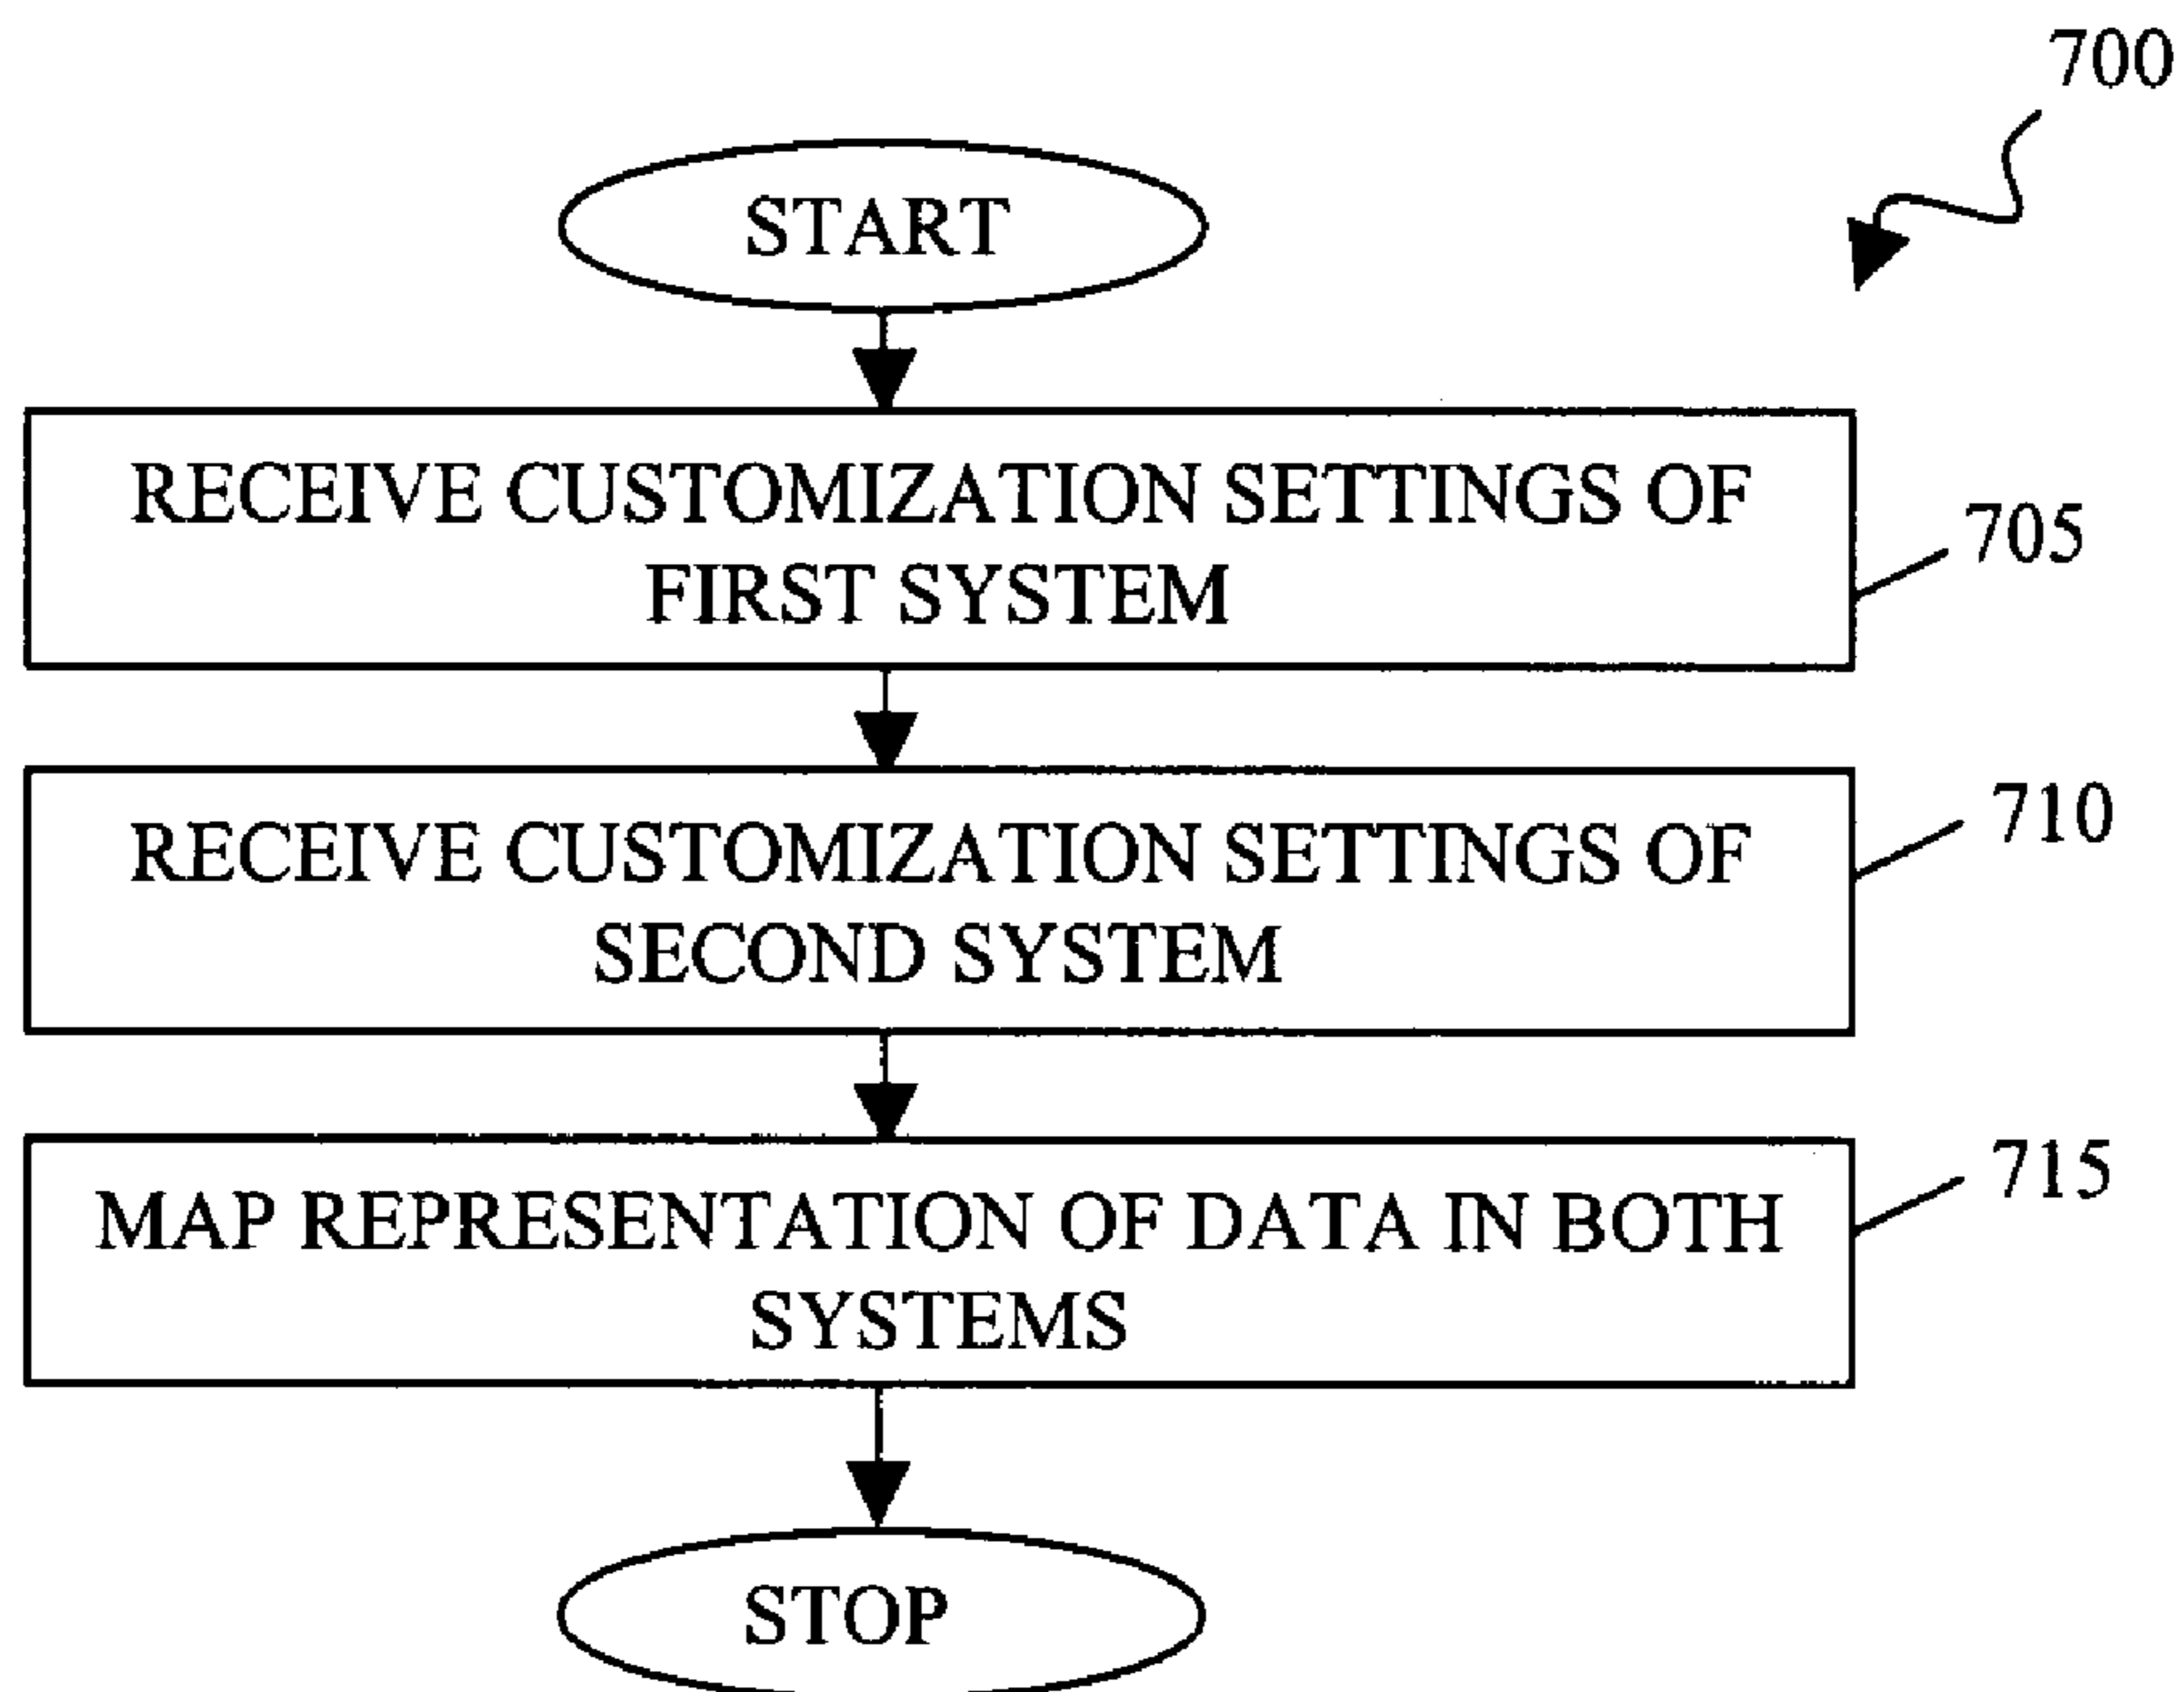 700
START
RECEIVE CUSTOMIZATION SETTINGS OF
FIRST SYSTEM
705
RECEIVE CUSTOMIZATION SETTINGS OF
SECOND SYSTEM
710
MAP REPRESENTATION OF DATA IN BOTH
SYSTEMS
715
STOP